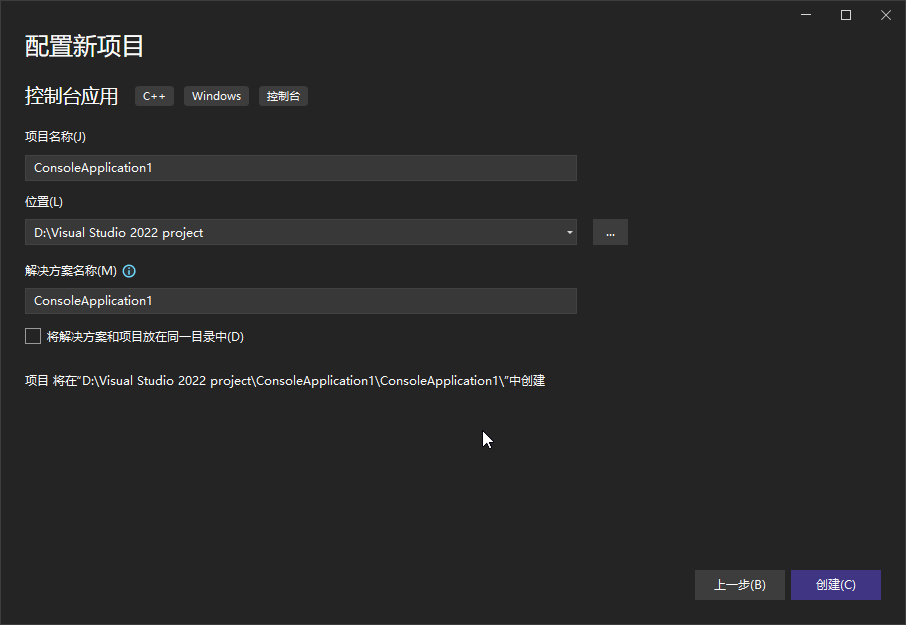 配置新项目
控制台应用 C++ Windows 控制台
项目名称(J)
ConsoleApplication1
位置(L)
D:\Visual Studio 2022 project ...
解决方案名称(M)
ConsoleApplication1
将解决方案和项目放在同一目录中(D)
项目 将在“D:\Visual Studio 2022 project\ConsoleApplication1\ConsoleApplication1\”中创建
上一步(B) 创建(C)